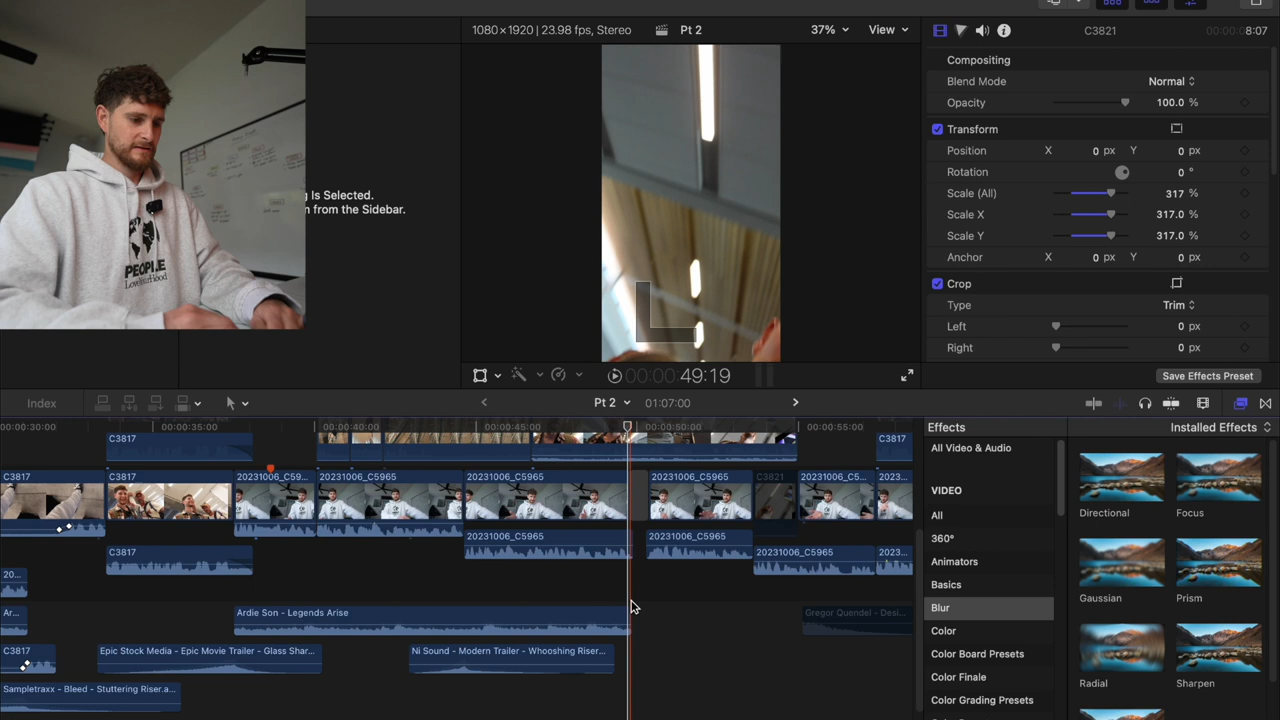 1080×1920 | 23.98 fps, Stereo
Pt 2
37%
View
C3821
00:00:08:07
PEOPLE
g Is Selected.
n from the Sidebar.
Compositing
Blend Mode Normal
Opacity 100.0 %
Transform
Position X 0 px Y 0 px
Rotation 0 °
Scale (All) 317 %
Scale X 317.0 %
Scale Y 317.0 %
Anchor X 0 px Y 0 px
Crop
Type Trim
Left 0 px
Right 0 px
00:00:49:19
Save Effects Preset
Index
Pt 2
01:07:00
00:00:30:00
00:00:35:00
00:00:40:00
00:00:45:00
00:00:50:00
00:00:55:00
C3817
C3817
C3817
C3817
20231006_C59...
20231006_C5965
20231006_C5965
20231006_C5965
C3821
20231006_C5...
2023...
20231006_C5965
20231006_C5965
C3817
20231006_C5965
2023...
20...
Ar...
Ardie Son - Legends Arise
Gregor Quendel - Desi...
C3817
Epic Stock Media - Epic Movie Trailer - Glass Shar...
Ni Sound - Modern Trailer - Whooshing Riser...
Sampletraxx - Bleed - Stuttering Riser.a...
Effects
Installed Effects
All Video & Audio
VIDEO
All
360°
Animators
Basics
Blur
Color
Color Board Presets
Color Finale
Color Grading Presets
Directional
Focus
Gaussian
Prism
Radial
Sharpen